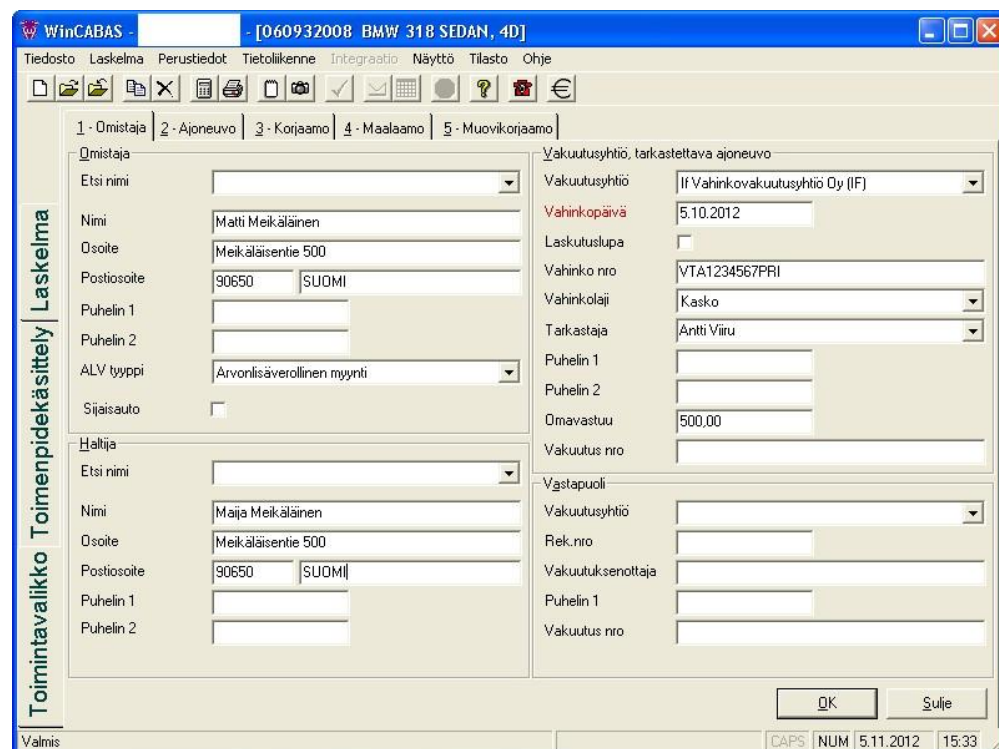 WinCABAS - - [060932008 BMW 318 SEDAN, 4D]
Tiedosto Laskelma Perustiedot Tietoliikenne Integraatio Näyttö Tilasto Ohje
1 - Omistaja 2 - Ajoneuvo 3 - Korjaamo 4 - Maalaamo 5 - Muovikorjaamo
Laskelma
Toimenpidekäsittely
Toimintavalikko
Omistaja
Etsi nimi
Nimi Matti Meikäläinen
Osoite Meikäläisentie 500
Postiosoite 90650 SUOMI
Puhelin 1
Puhelin 2
ALV tyyppi Arvonlisäverollinen myynti
Sijaisauto
Haltija
Etsi nimi
Nimi Maija Meikäläinen
Osoite Meikäläisentie 500
Postiosoite 90650 SUOMI
Puhelin 1
Puhelin 2
Vakuutusyhtiö, tarkastettava ajoneuvo
Vakuutusyhtiö If Vahinkovakuutusyhtiö Oy (IF)
Vahinkopäivä 5.10.2012
Laskutuslupa
Vahinko nro VTA1234567PRI
Vahinkolaji Kasko
Tarkastaja Antti Viiru
Puhelin 1
Puhelin 2
Omavastuu 500,00
Vakuutus nro
Vastapuoli
Vakuutusyhtiö
Rek.nro
Vakuutuksenottaja
Puhelin 1
Vakuutus nro
OK Sulje
Valmis CAPS NUM 5.11.2012 15:33